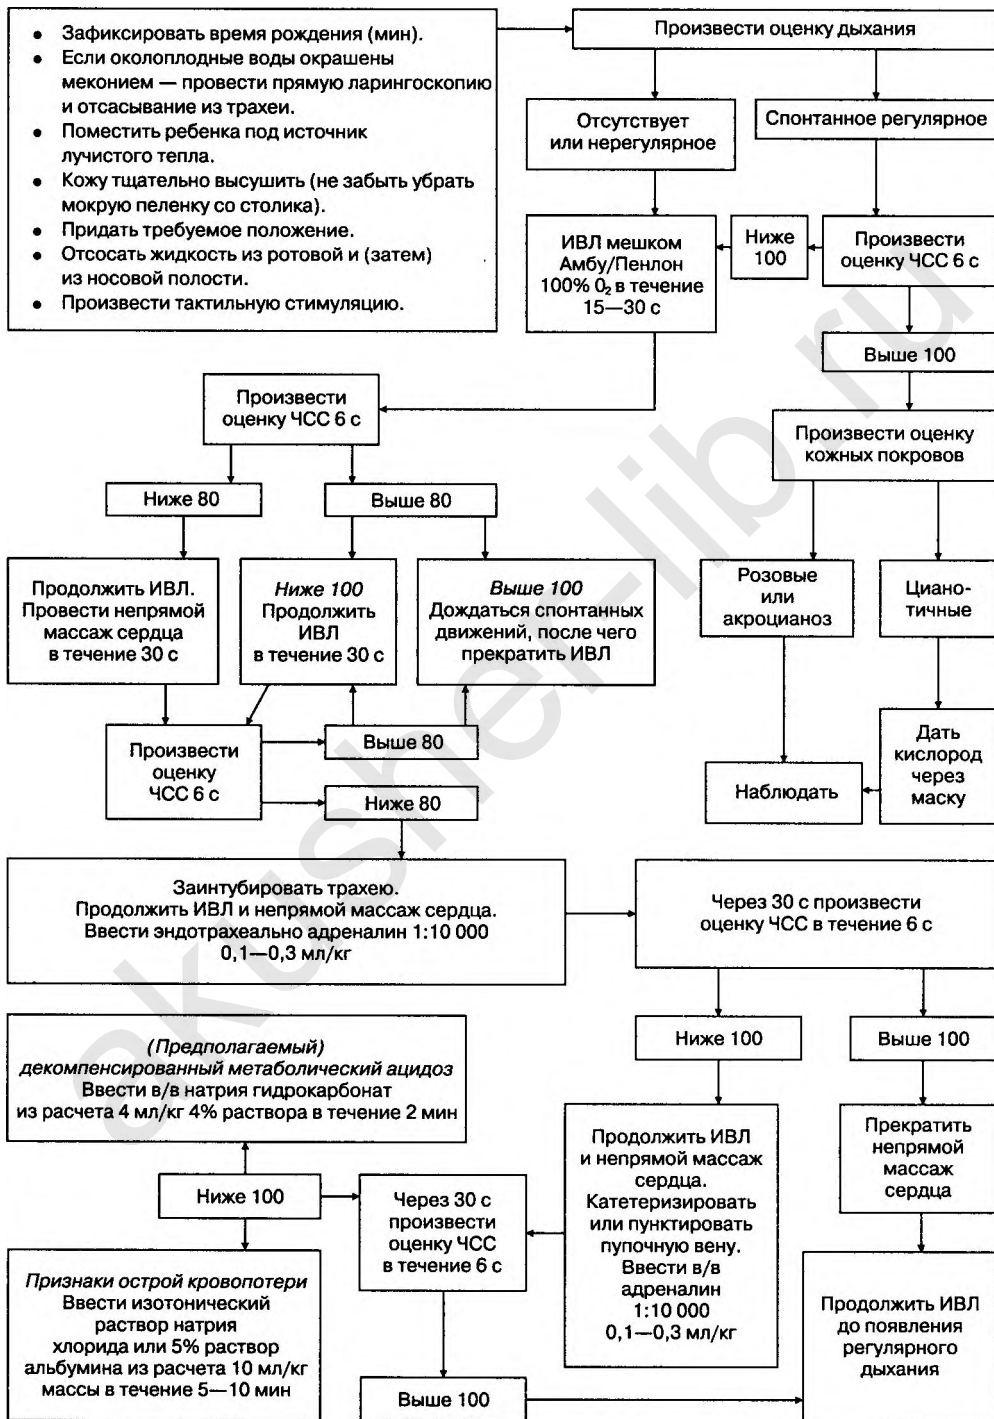 • Зафиксировать время рождения (мин).
• Если околоплодные воды окрашены
меконием — провести прямую ларингоскопию
и отсасывание из трахеи.
• Поместить ребенка под источник
лучистого тепла.
• Кожу тщательно высушить (не забыть убрать
мокрую пеленку со столика).
• Придать требуемое положение.
• Отсосать жидкость из ротовой и (затем)
из носовой полости.
• Произвести тактильную стимуляцию.
Произвести оценку дыхания
Отсутствует
или нерегулярное
Спонтанное регулярное
ИВЛ мешком
Амбу/Пенлон
100% O₂ в течение
15—30 с
Ниже
100
Произвести
оценку ЧСС 6 с
Выше 100
Произвести
оценку ЧСС 6 с
Произвести оценку
кожных покровов
Ниже 80
Выше 80
Продолжить ИВЛ.
Провести непрямой
массаж сердца
в течение 30 с
Ниже 100
Продолжить
ИВЛ
в течение 30 с
Выше 100
Дождаться спонтанных
движений, после чего
прекратить ИВЛ
Розовые
или
акроцианоз
Циано-
тичные
Произвести
оценку
ЧСС 6 с
Выше 80
Ниже 80
Наблюдать
Дать
кислород
через
маску
Заинтубировать трахею.
Продолжить ИВЛ и непрямой массаж сердца.
Ввести эндотрахеально адреналин 1:10 000
0,1—0,3 мл/кг
Через 30 с произвести
оценку ЧСС в течение 6 с
Ниже 100
Выше 100
(Предполагаемый)
декомпенсированный метаболический ацидоз
Ввести в/в натрия гидрокарбонат
из расчета 4 мл/кг 4% раствора в течение 2 мин
Продолжить ИВЛ
и непрямой массаж
сердца.
Катетеризировать
или пунктировать
пупочную вену.
Ввести в/в
адреналин
1:10 000
0,1—0,3 мл/кг
Прекратить
непрямой
массаж
сердца
Ниже 100
Через 30 с
произвести
оценку ЧСС
в течение 6 с
Признаки острой кровопотери
Ввести изотонический
раствор натрия
хлорида или 5% раствор
альбумина из расчета 10 мл/кг
массы в течение 5—10 мин
Выше 100
Продолжить ИВЛ
до появления
регулярного
дыхания
akusher-lib.ru